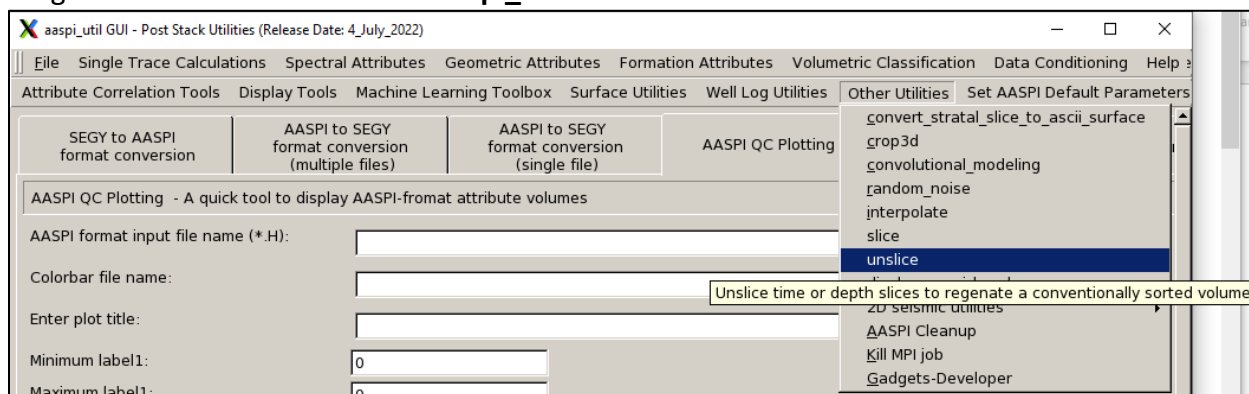 aaspi_util GUI - Post Stack Utilities (Release Date: 4_July_2022)
File Single Trace Calculations Spectral Attributes Geometric Attributes Formation Attributes Volumetric Classification Data Conditioning Help
Attribute Correlation Tools Display Tools Machine Learning Toolbox Surface Utilities Well Log Utilities Other Utilities Set AASPI Default Parameters
SEGY to AASPI
format conversion
AASPI to SEGY
format conversion
(multiple files)
AASPI to SEGY
format conversion
(single file)
AASPI QC Plotting
AASPI QC Plotting - A quick tool to display AASPI-fromat attribute volumes
AASPI format input file name (*.H):
Colorbar file name:
Enter plot title:
Minimum label1:
0
Maximum label1:
convert_stratal_slice_to_ascii_surface
crop3d
convolutional_modeling
random_noise
interpolate
slice
unslice
Unslice time or depth slices to regenate a conventionally sorted volume
2D seismic utilities
AASPI Cleanup
Kill MPI job
Gadgets-Developer